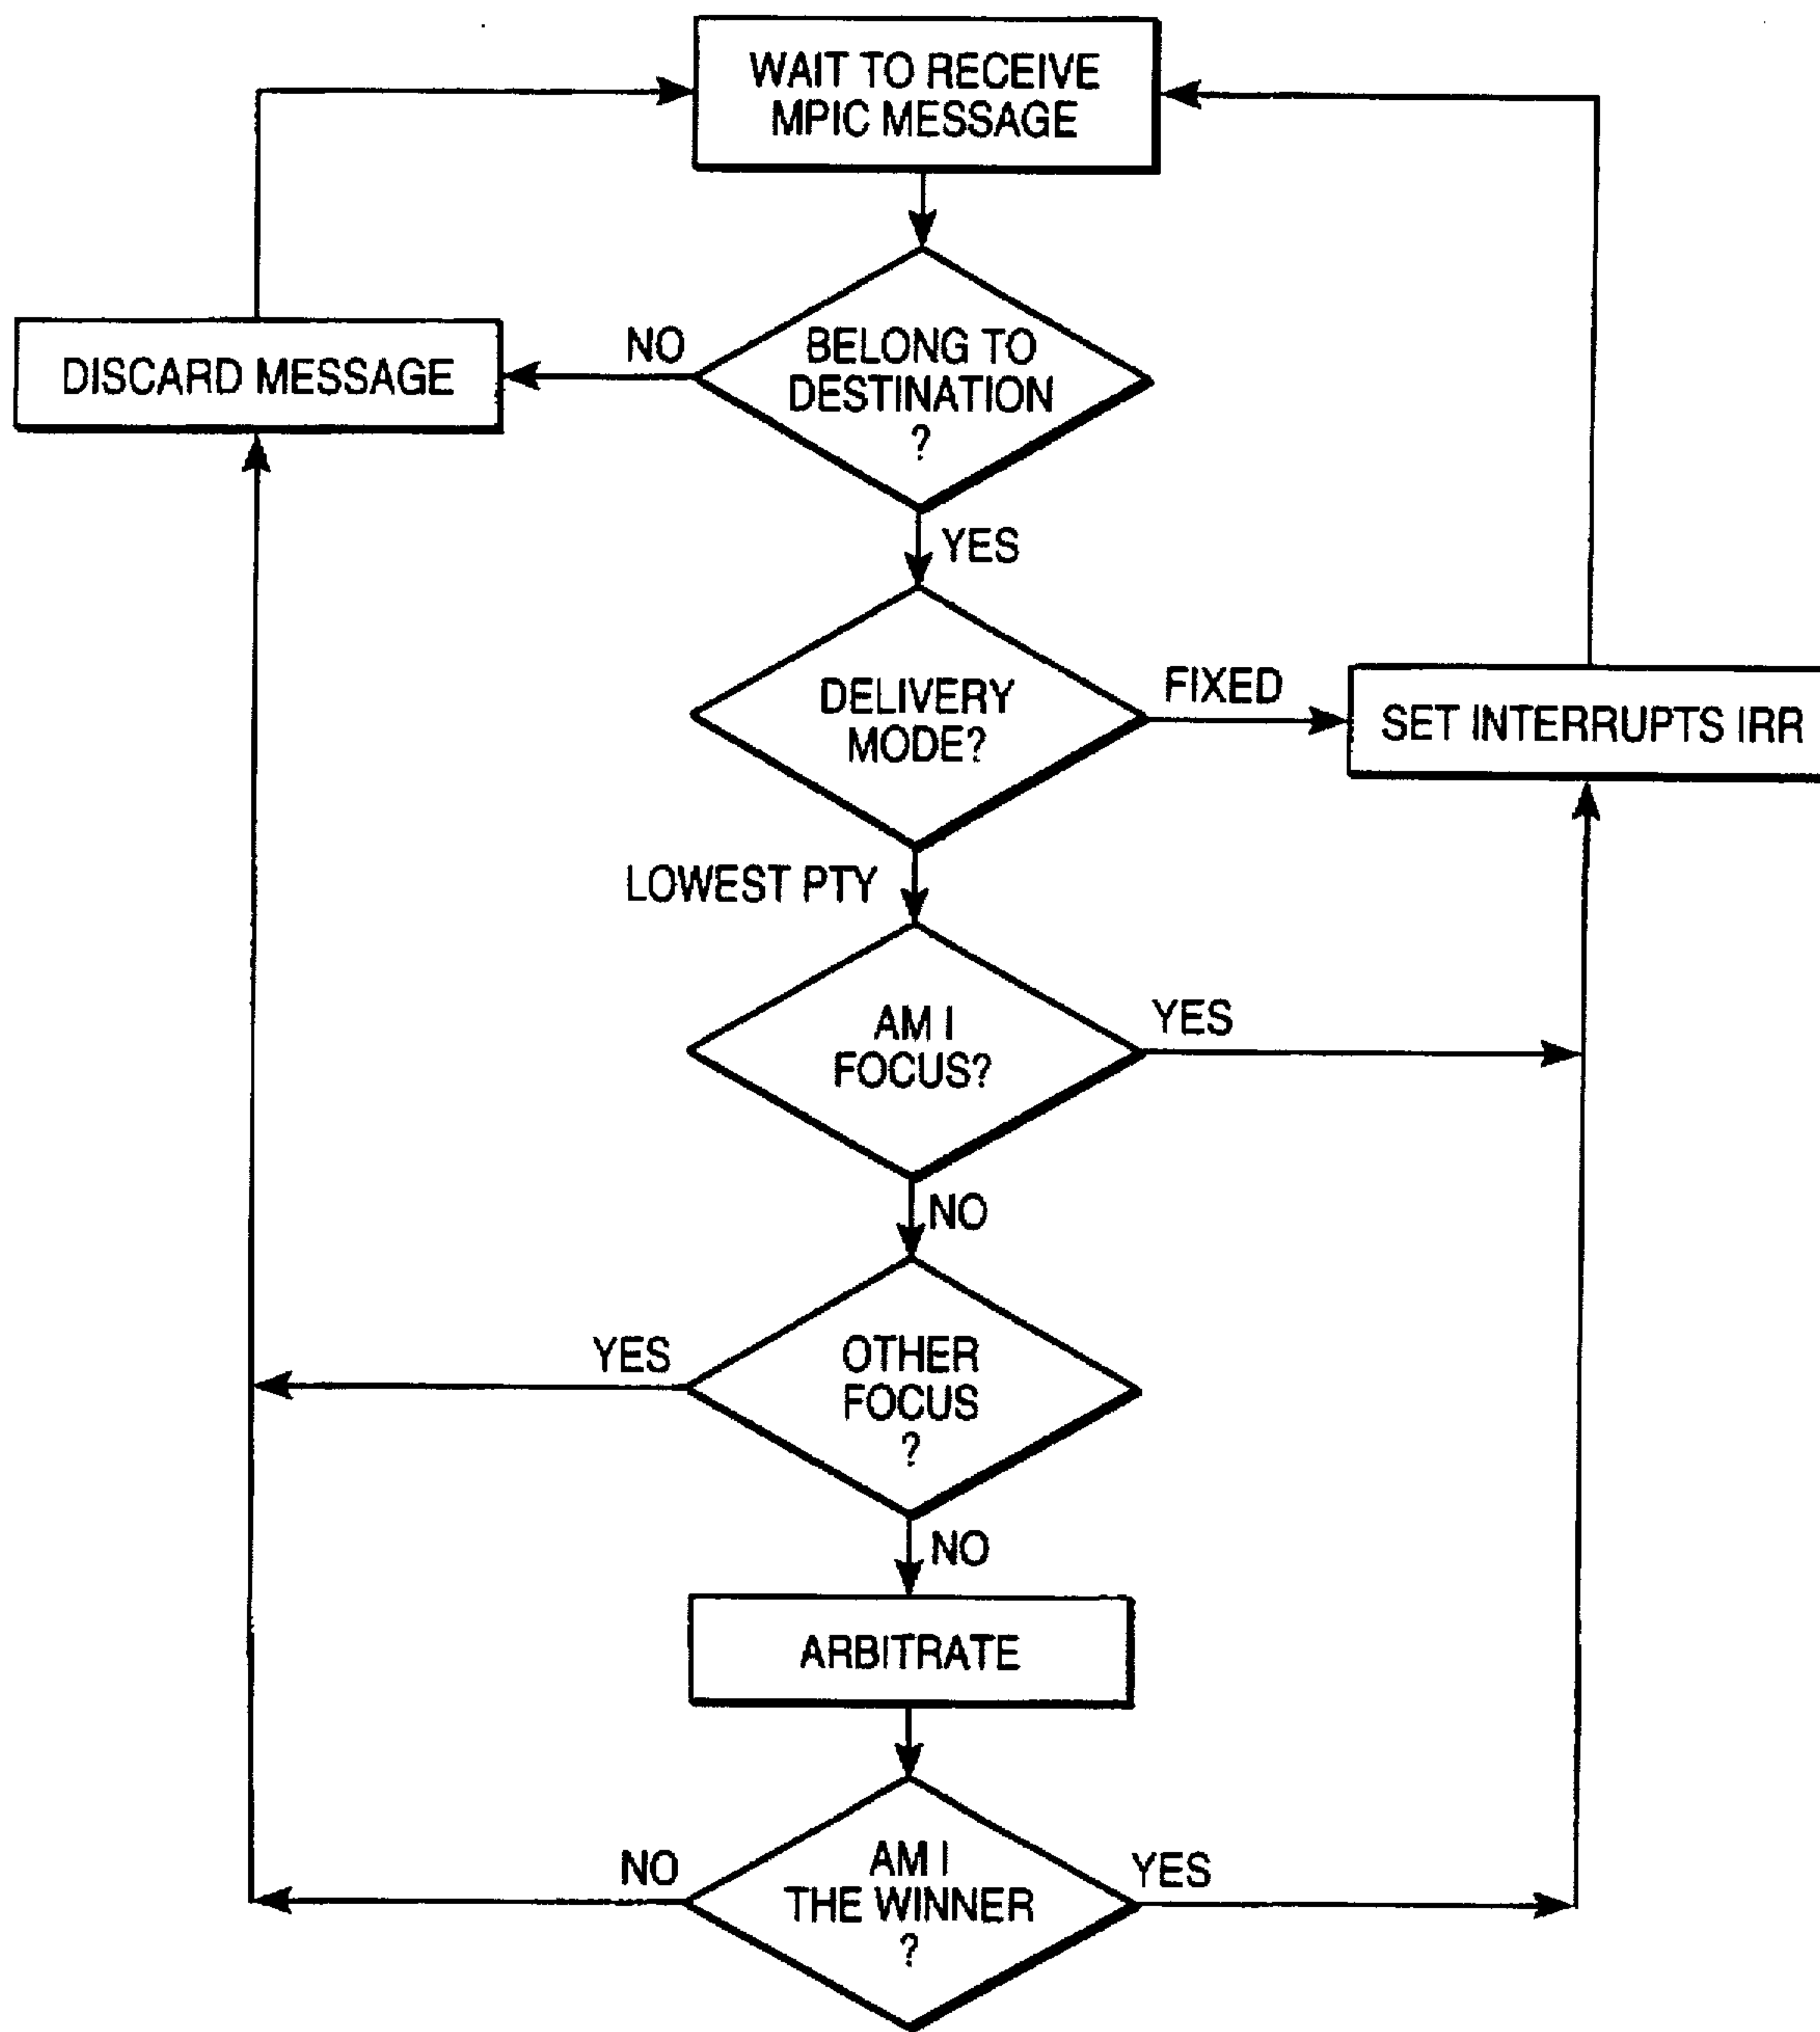 WAIT TO RECEIVE
MPIC MESSAGE
DISCARD MESSAGE
NO
BELONG TO
DESTINATION
?
YES
DELIVERY
MODE?
FIXED
SET INTERRUPTS IRR
LOWEST PTY
AM I
FOCUS?
YES
NO
YES
OTHER
FOCUS
?
NO
ARBITRATE
NO
AM I
THE WINNER
?
YES